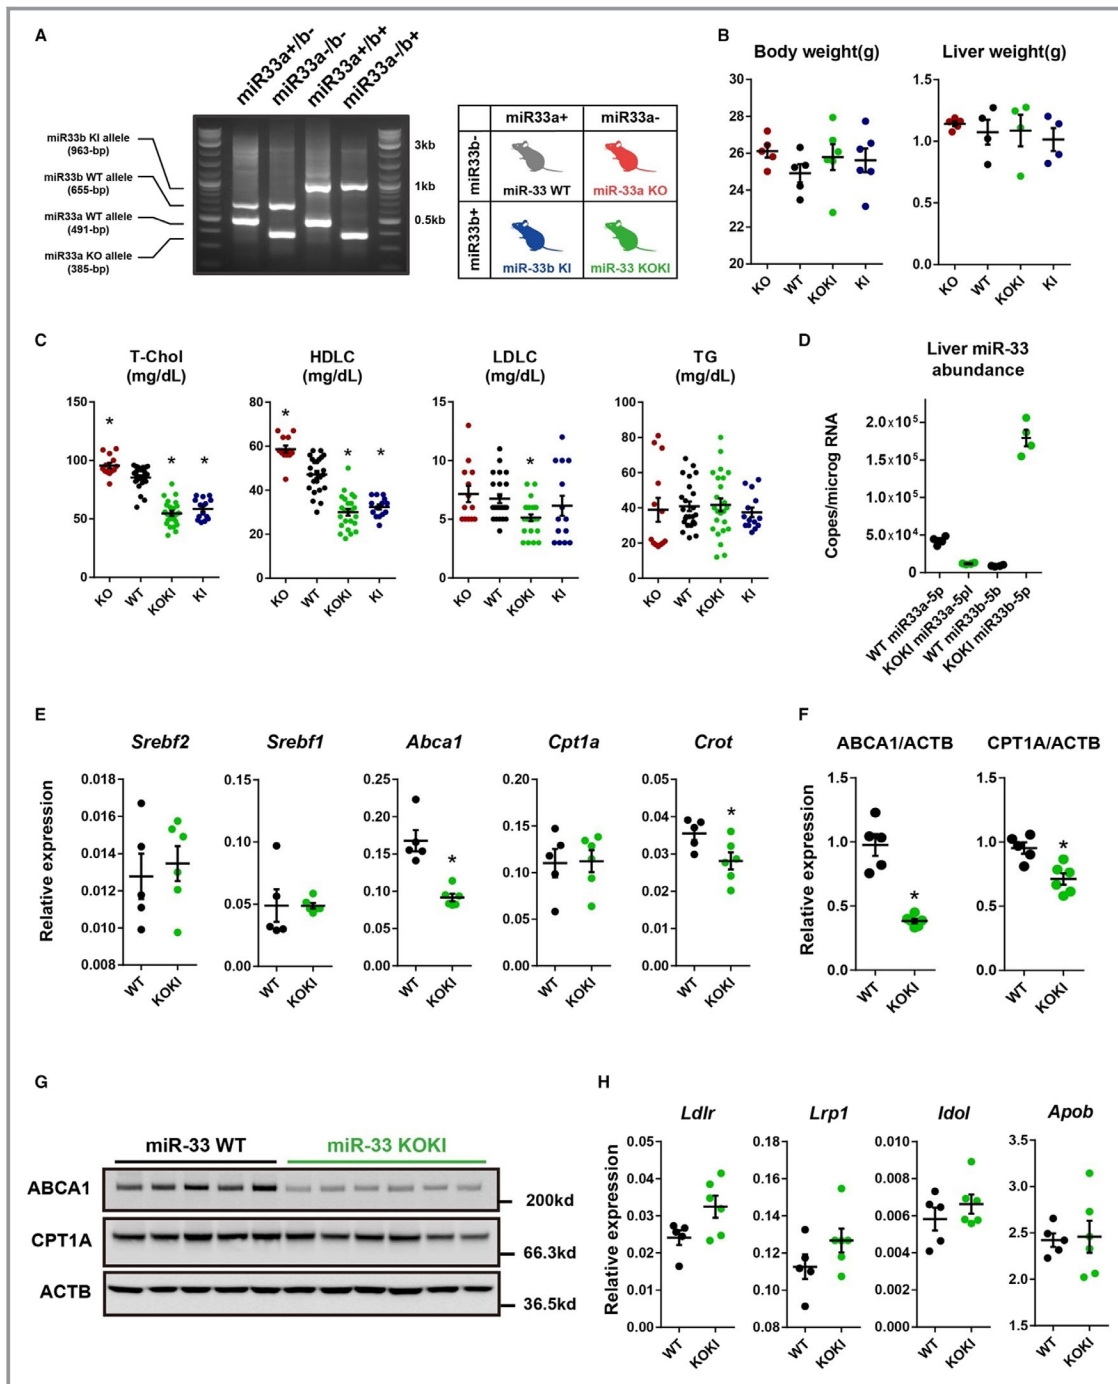 A
miR33a+/b-
miR33a-/b-
miR33a+/b+
miR33a-/b+
miR33b KI allele
(963-bp)
miR33b WT allele
(655-bp)
miR33a WT allele
(491-bp)
miR33a KO allele
(385-bp)
3kb
1kb
0.5kb
miR33a+
miR33a-
miR33b-
miR-33 WT
miR-33a KO
miR33b+
miR-33b KI
miR-33 KOKI
B
Body weight(g)
30
28
26
24
22
20
KO
WT
KOKI
KI
Liver weight(g)
1.5
1.0
0.5
0.0
KO
WT
KOKI
KI
C
T-Chol
(mg/dL)
150
100
50
0
*
*
*
KO
WT
KOKI
KI
HDLC
(mg/dL)
80
60
40
20
0
*
*
*
KO
WT
KOKI
KI
LDLC
(mg/dL)
15
10
5
0
*
KO
WT
KOKI
KI
TG
(mg/dL)
100
80
60
40
20
0
KO
WT
KOKI
KI
D
Liver miR-33
abundance
Copes/microg RNA
2.0×10⁵
1.5×10⁵
1.0×10⁵
5.0×10⁴
0
WT miR33a-5p
KOKI miR33a-5pl
WT miR33b-5b
KOKI miR33b-5p
E
Relative expression
Srebf2
0.018
0.016
0.014
0.012
0.010
0.008
WT
KOKI
Srebf1
0.15
0.10
0.05
0.00
WT
KOKI
Abca1
0.25
0.20
0.15
0.10
0.05
0.00
*
WT
KOKI
Cpt1a
0.20
0.15
0.10
0.05
0.00
WT
KOKI
Crot
0.05
0.04
0.03
0.02
0.01
0.00
*
WT
KOKI
F
Relative expression
ABCA1/ACTB
1.5
1.0
0.5
0.0
*
WT
KOKI
CPT1A/ACTB
1.5
1.0
0.5
0.0
*
WT
KOKI
G
miR-33 WT
miR-33 KOKI
ABCA1
200kd
CPT1A
66.3kd
ACTB
36.5kd
H
Relative expression
Ldlr
0.05
0.04
0.03
0.02
0.01
0.00
WT
KOKI
Lrp1
0.18
0.16
0.14
0.12
0.10
0.08
WT
KOKI
Idol
0.010
0.008
0.006
0.004
0.002
0.000
WT
KOKI
Apob
3.5
3.0
2.5
2.0
1.5
WT
KOKI